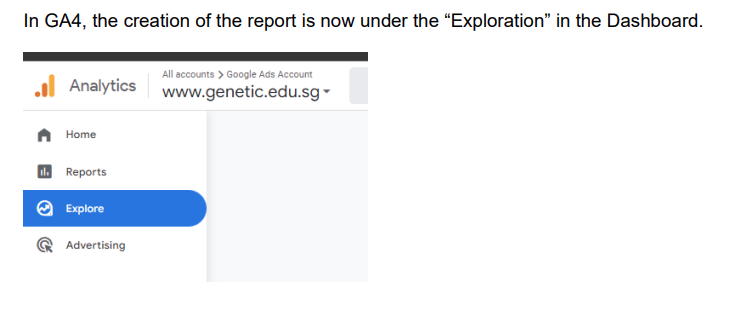 In GA4, the creation of the report is now under the “Exploration” in the Dashboard.
All accounts > Google Ads Account
Analytics www.genetic.edu.sg
Home
Reports
Explore
Advertising